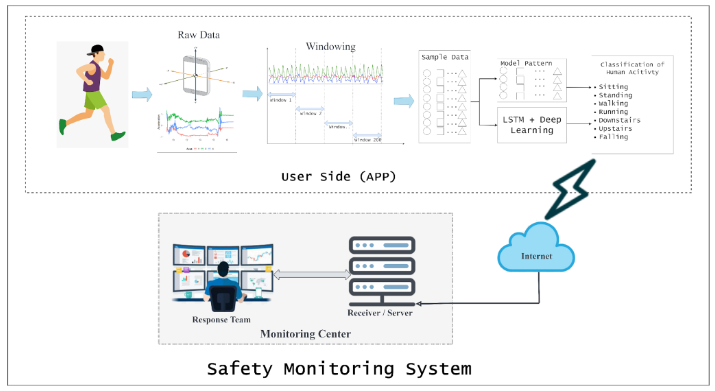 Raw Data
Windowing
Sample Data
Model Pattern
LSTM + Deep
Learning
Classification of
Human Acitivty
• Sitting
• Standing
• Walking
• Running
• Downstairs
• Upstairs
• Falling
Window 1
Window 2
Window.
Window 200
User Side (APP)
Internet
Response Team
Receiver / Server
Monitoring Center
Safety Monitoring System